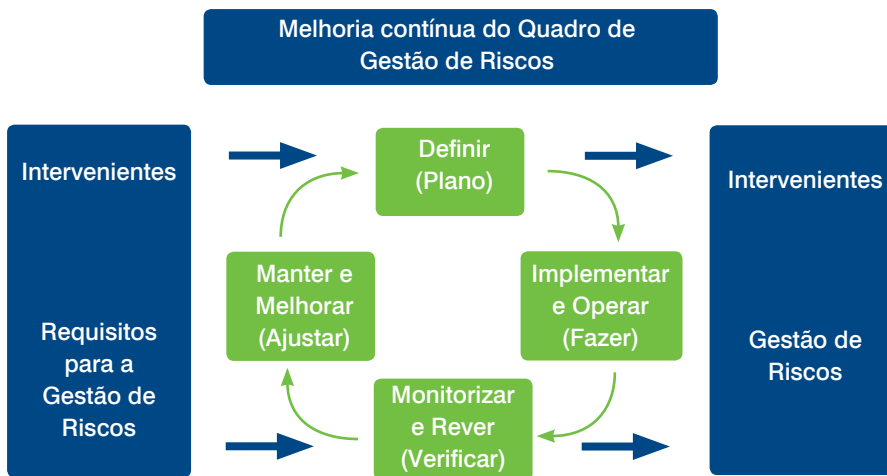 Melhoria contínua do Quadro de
Gestão de Riscos
Intervenientes
Requisitos
para a
Gestão de
Riscos
Definir
(Plano)
Implementar
e Operar
(Fazer)
Monitorizar
e Rever
(Verificar)
Manter e
Melhorar
(Ajustar)
Intervenientes
Gestão de
Riscos